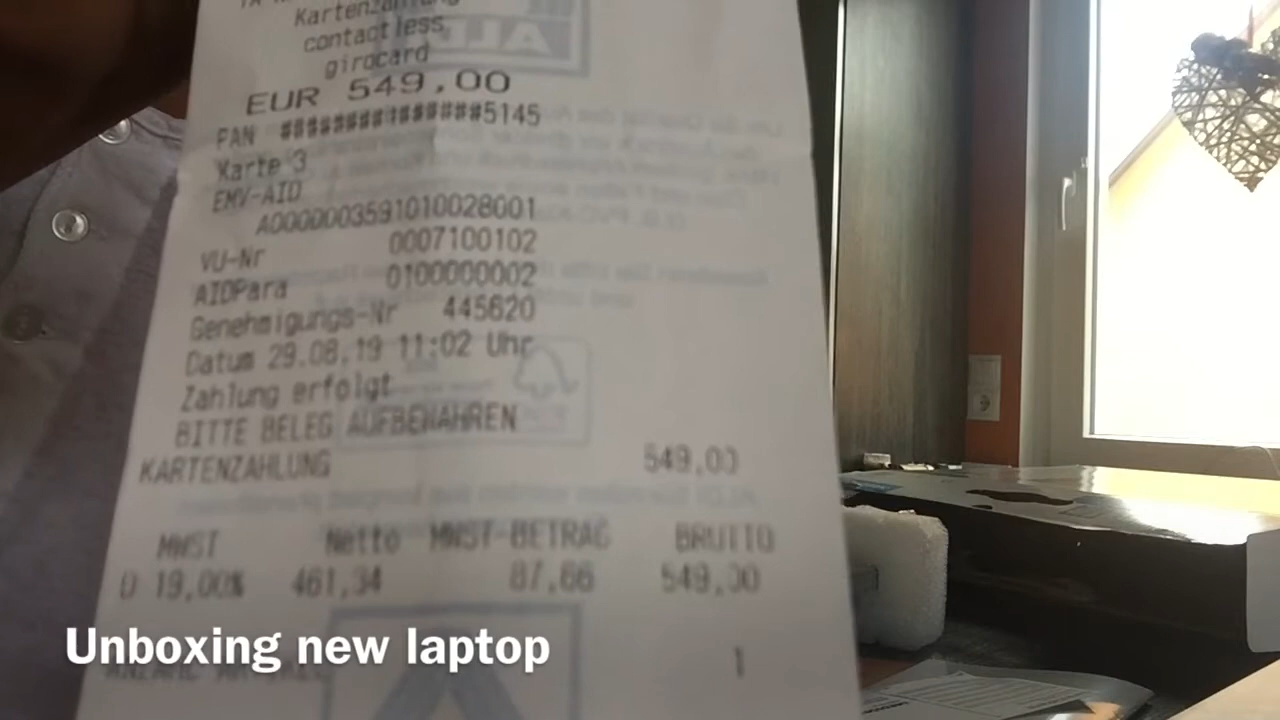 Kartenzahlung
contactless
girocard
EUR 549,00
PAN #############5145
Karte 3
EMV-AID
A0000003591010028001
VU-Nr 0007100102
AIDPara 0100000002
Genehmigungs-Nr 445620
Datum 29.08.19 11:02 Uhr
Zahlung erfolgt
BITTE BELEG AUFBEWAHREN
KARTENZAHLUNG 549,00
MWST Netto MWST-BETRAG BRUTTO
D 19,00% 461,34 87,66 549,00
Unboxing new laptop
1